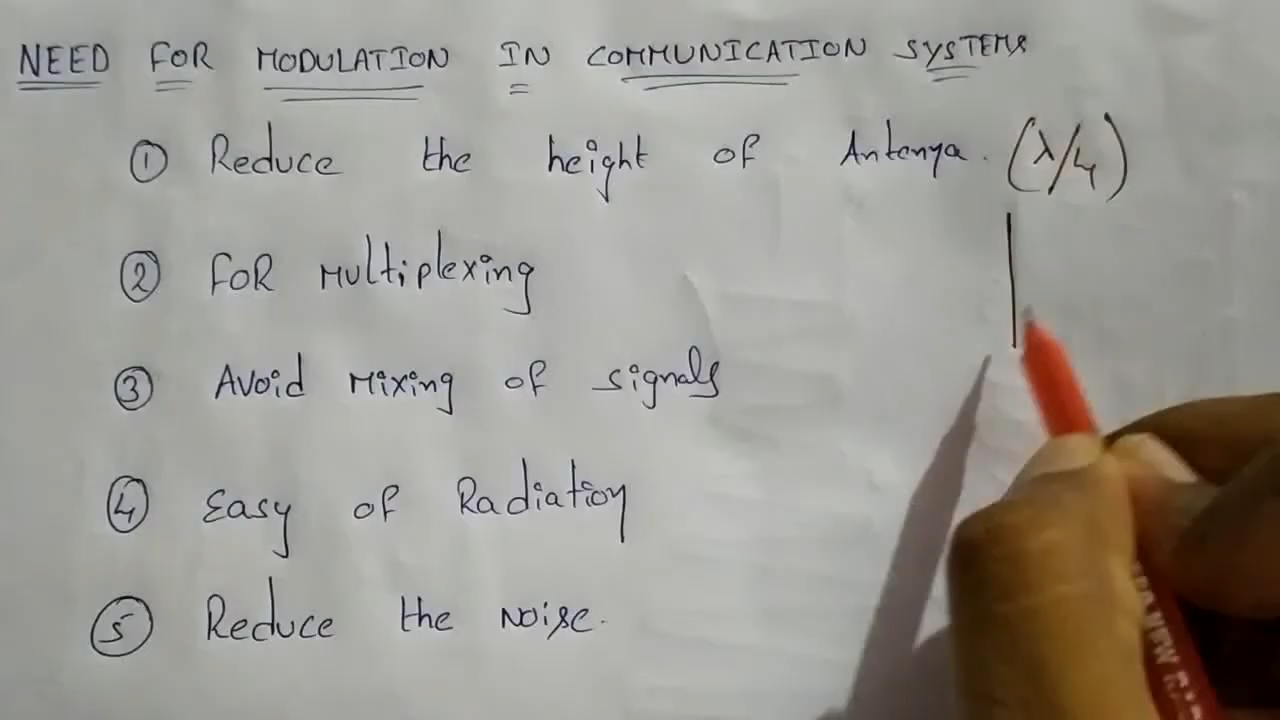 NEED FOR MODULATION IN COMMUNICATION SYSTEMS
① Reduce the height of Antenna. (λ/4)
② FOR Multiplexing
③ Avoid Mixing of signals
④ Easy of Radiation
⑤ Reduce the Noise.